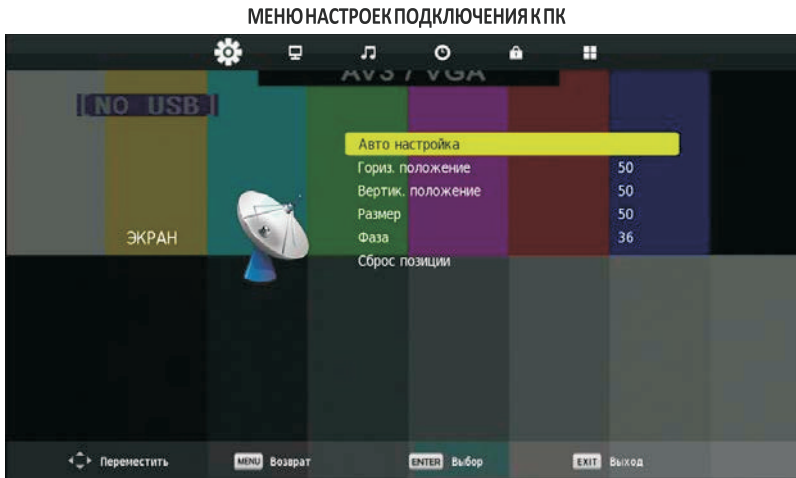 МЕНЮ НАСТРОЕК ПОДКЛЮЧЕНИЯ К ПК
AV3 / VGA
[NO USB]
Авто настройка
Гориз. положение 50
Вертик. положение 50
Размер 50
ЭКРАН Фаза 36
Сброс позиции
Переместить MENU Возврат ENTER Выбор EXIT Выход